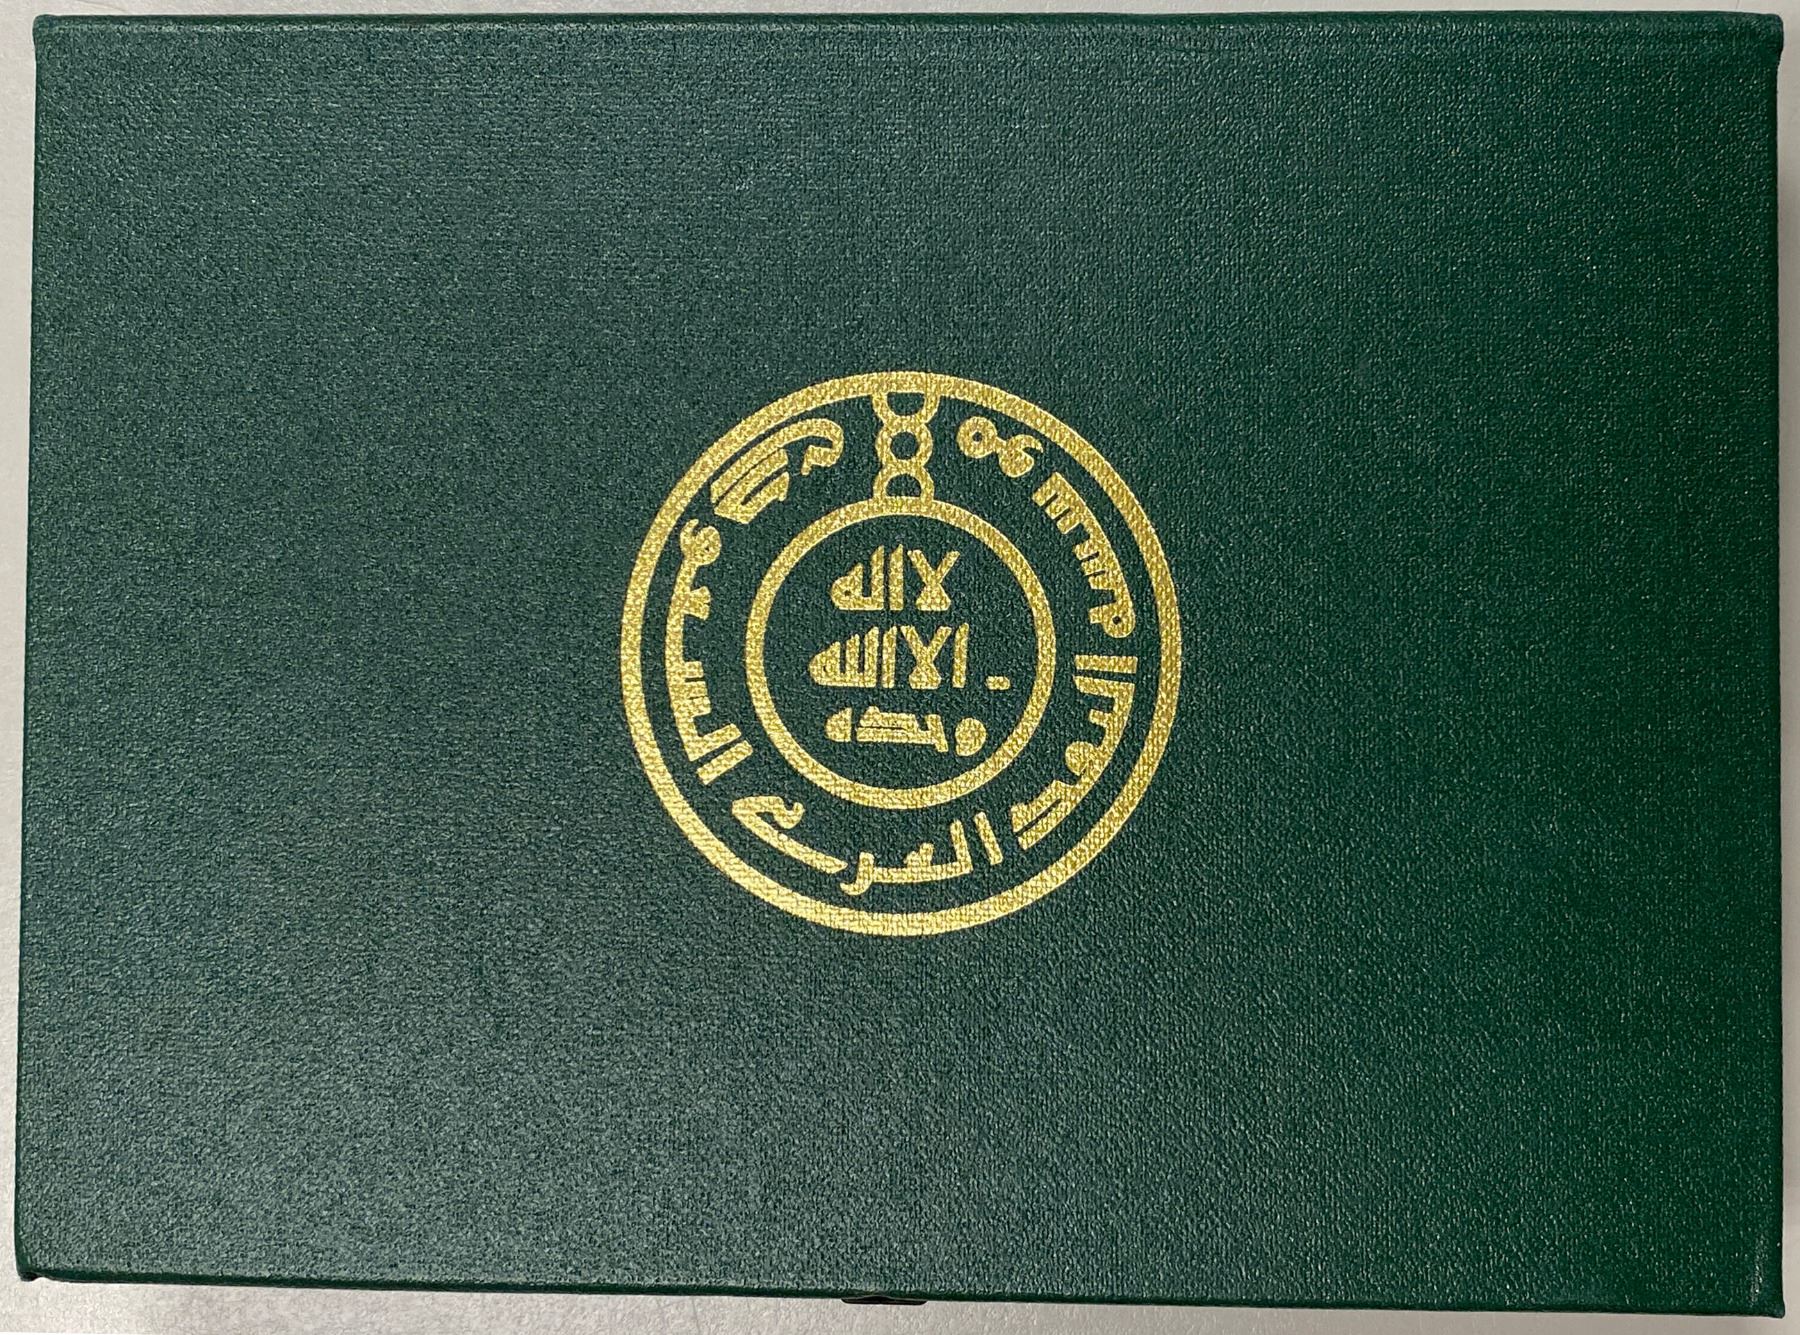 لا اله
الا الله
وحده
مؤسسة النقد العربي السعودي